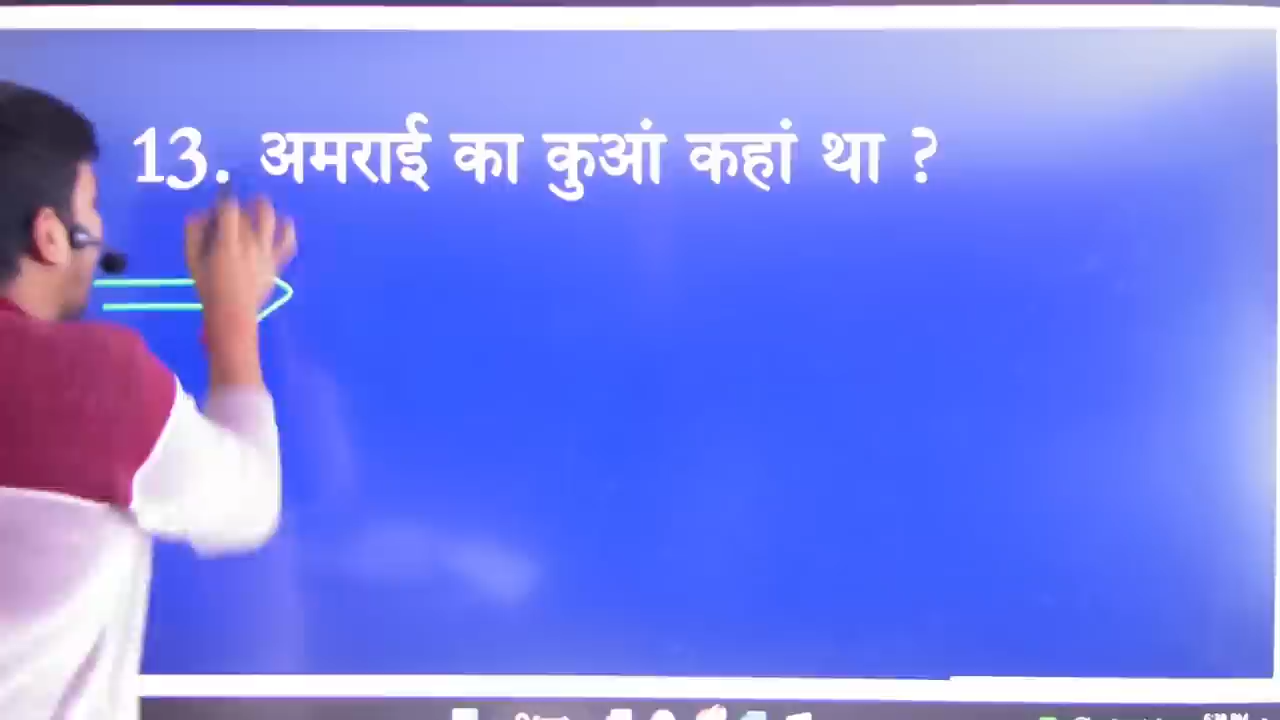 13. अमराई का कुआं कहां था ?